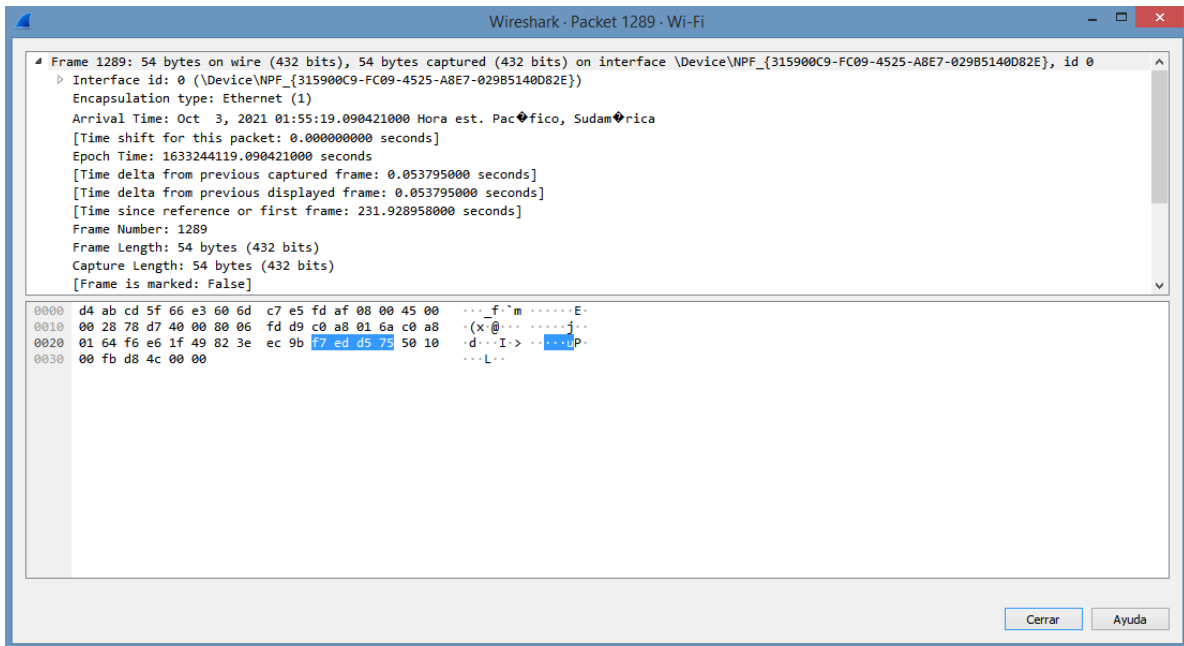 Wireshark · Packet 1289 · Wi-Fi
Frame 1289: 54 bytes on wire (432 bits), 54 bytes captured (432 bits) on interface \Device\NPF_{315900C9-FC09-4525-A8E7-029B5140D82E}, id 0
Interface id: 0 (\Device\NPF_{315900C9-FC09-4525-A8E7-029B5140D82E})
Encapsulation type: Ethernet (1)
Arrival Time: Oct  3, 2021 01:55:19.090421000 Hora est. Pac�fico, Sudam�rica
[Time shift for this packet: 0.000000000 seconds]
Epoch Time: 1633244119.090421000 seconds
[Time delta from previous captured frame: 0.053795000 seconds]
[Time delta from previous displayed frame: 0.053795000 seconds]
[Time since reference or first frame: 231.928958000 seconds]
Frame Number: 1289
Frame Length: 54 bytes (432 bits)
Capture Length: 54 bytes (432 bits)
[Frame is marked: False]
0000  d4 ab cd 5f 66 e3 60 6d  c7 e5 fd af 08 00 45 00  ···_f·`m ······E·
0010  00 28 78 d7 40 00 80 06  fd d9 c0 a8 01 6a c0 a8  ·(x·@··· ·····j··
0020  01 64 f6 e6 1f 49 82 3e  ec 9b f7 ed d5 75 50 10  ·d···I·> ·····uP·
0030  00 fb d8 4c 00 00  ···L··
Cerrar Ayuda